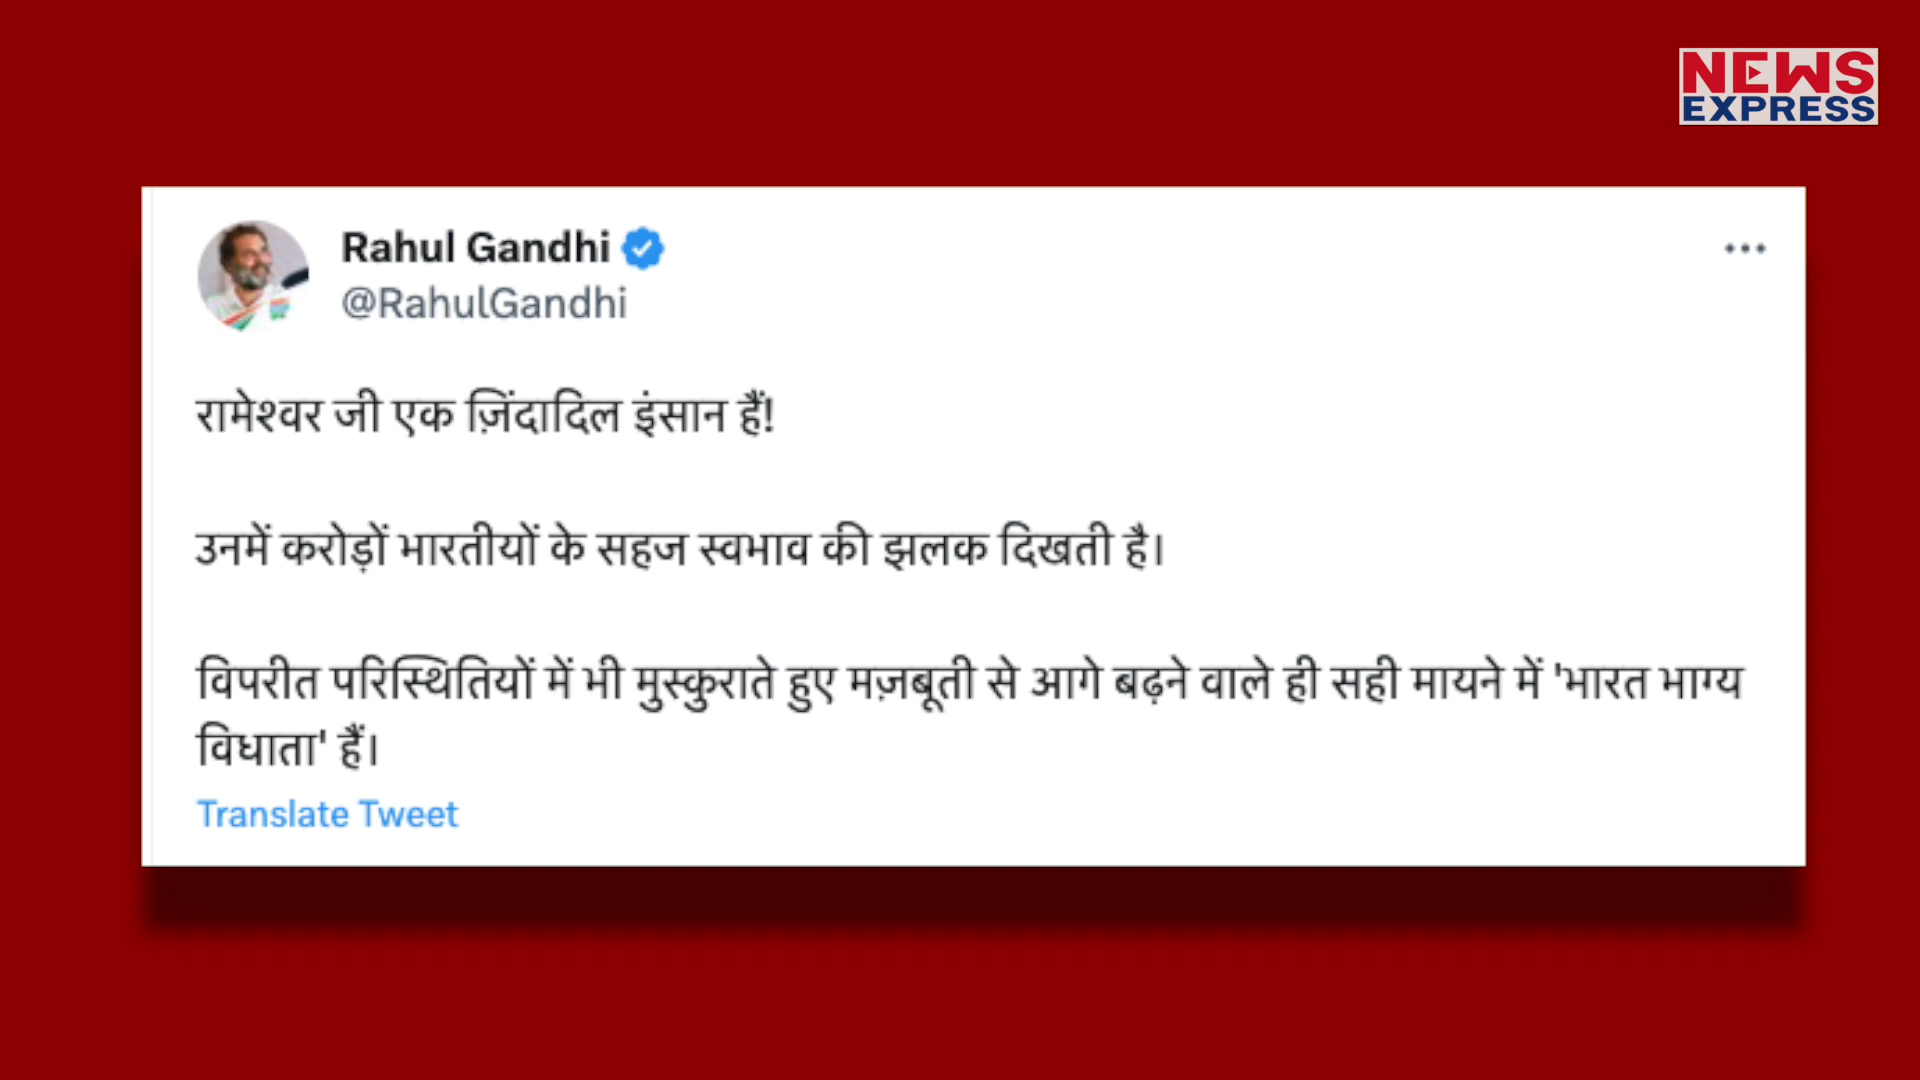 NEWS
EXPRESS
Rahul Gandhi
@RahulGandhi
रामेश्वर जी एक ज़िंदादिल इंसान हैं!
उनमें करोड़ों भारतीयों के सहज स्वभाव की झलक दिखती है।
विपरीत परिस्थितियों में भी मुस्कुराते हुए मज़बूती से आगे बढ़ने वाले ही सही मायने में 'भारत भाग्य
विधाता' हैं।
Translate Tweet